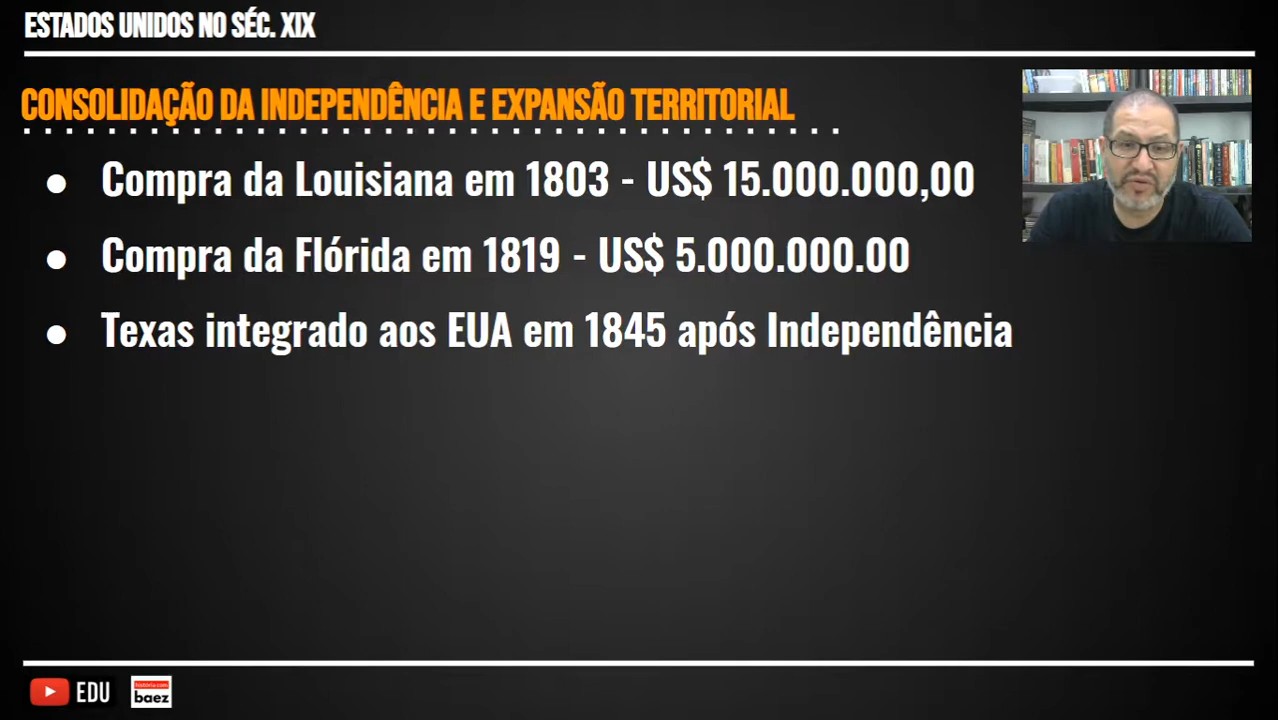 ESTADOS UNIDOS NO SÉC. XIX
CONSOLIDAÇÃO DA INDEPENDÊNCIA E EXPANSÃO TERRITORIAL
● Compra da Louisiana em 1803 - US$ 15.000.000,00
● Compra da Flórida em 1819 - US$ 5.000.000.00
● Texas integrado aos EUA em 1845 após Independência
EDU
história com
baez